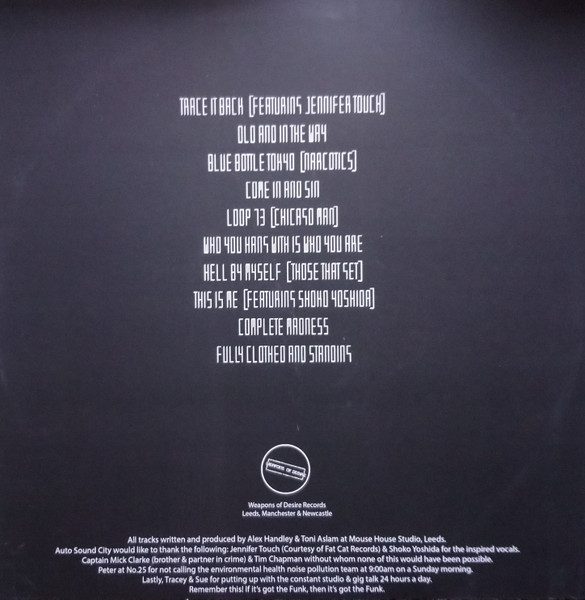 TRACE IT BACK (FEATURING JENNIFER TOUCH)
OLD AND IN THE WAY
BLUE BOTTLE TOKYO (NARCOTICS)
COME IN AND SIN
LOOP 73 (CHICAGO MAN)
WHO YOU HANG WITH IS WHO YOU ARE
HELL BY MYSELF (THOSE THAT GET)
THIS IS ME (FEATURING SHOKO YOSHIDA)
COMPLETE MADNESS
FULLY CLOTHED AND STANDING
WEAPONS OF DESIRE
Weapons of Desire Records
Leeds, Manchester & Newcastle
All tracks written and produced by Alex Handley & Toni Aslam at Mouse House Studio, Leeds.
Auto Sound City would like to thank the following: Jennifer Touch (Courtesy of Fat Cat Records) & Shoko Yoshida for the inspired vocals.
Captain Mick Clarke (brother & partner in crime) & Tim Chapman without whom none of this would have been possible.
Peter at No.25 for not calling the environmental health noise pollution team at 9:00am on a Sunday morning.
Lastly, Tracey & Sue for putting up with the constant studio & gig talk 24 hours a day.
Remember this! If it's got the Funk, then it's got the Funk.